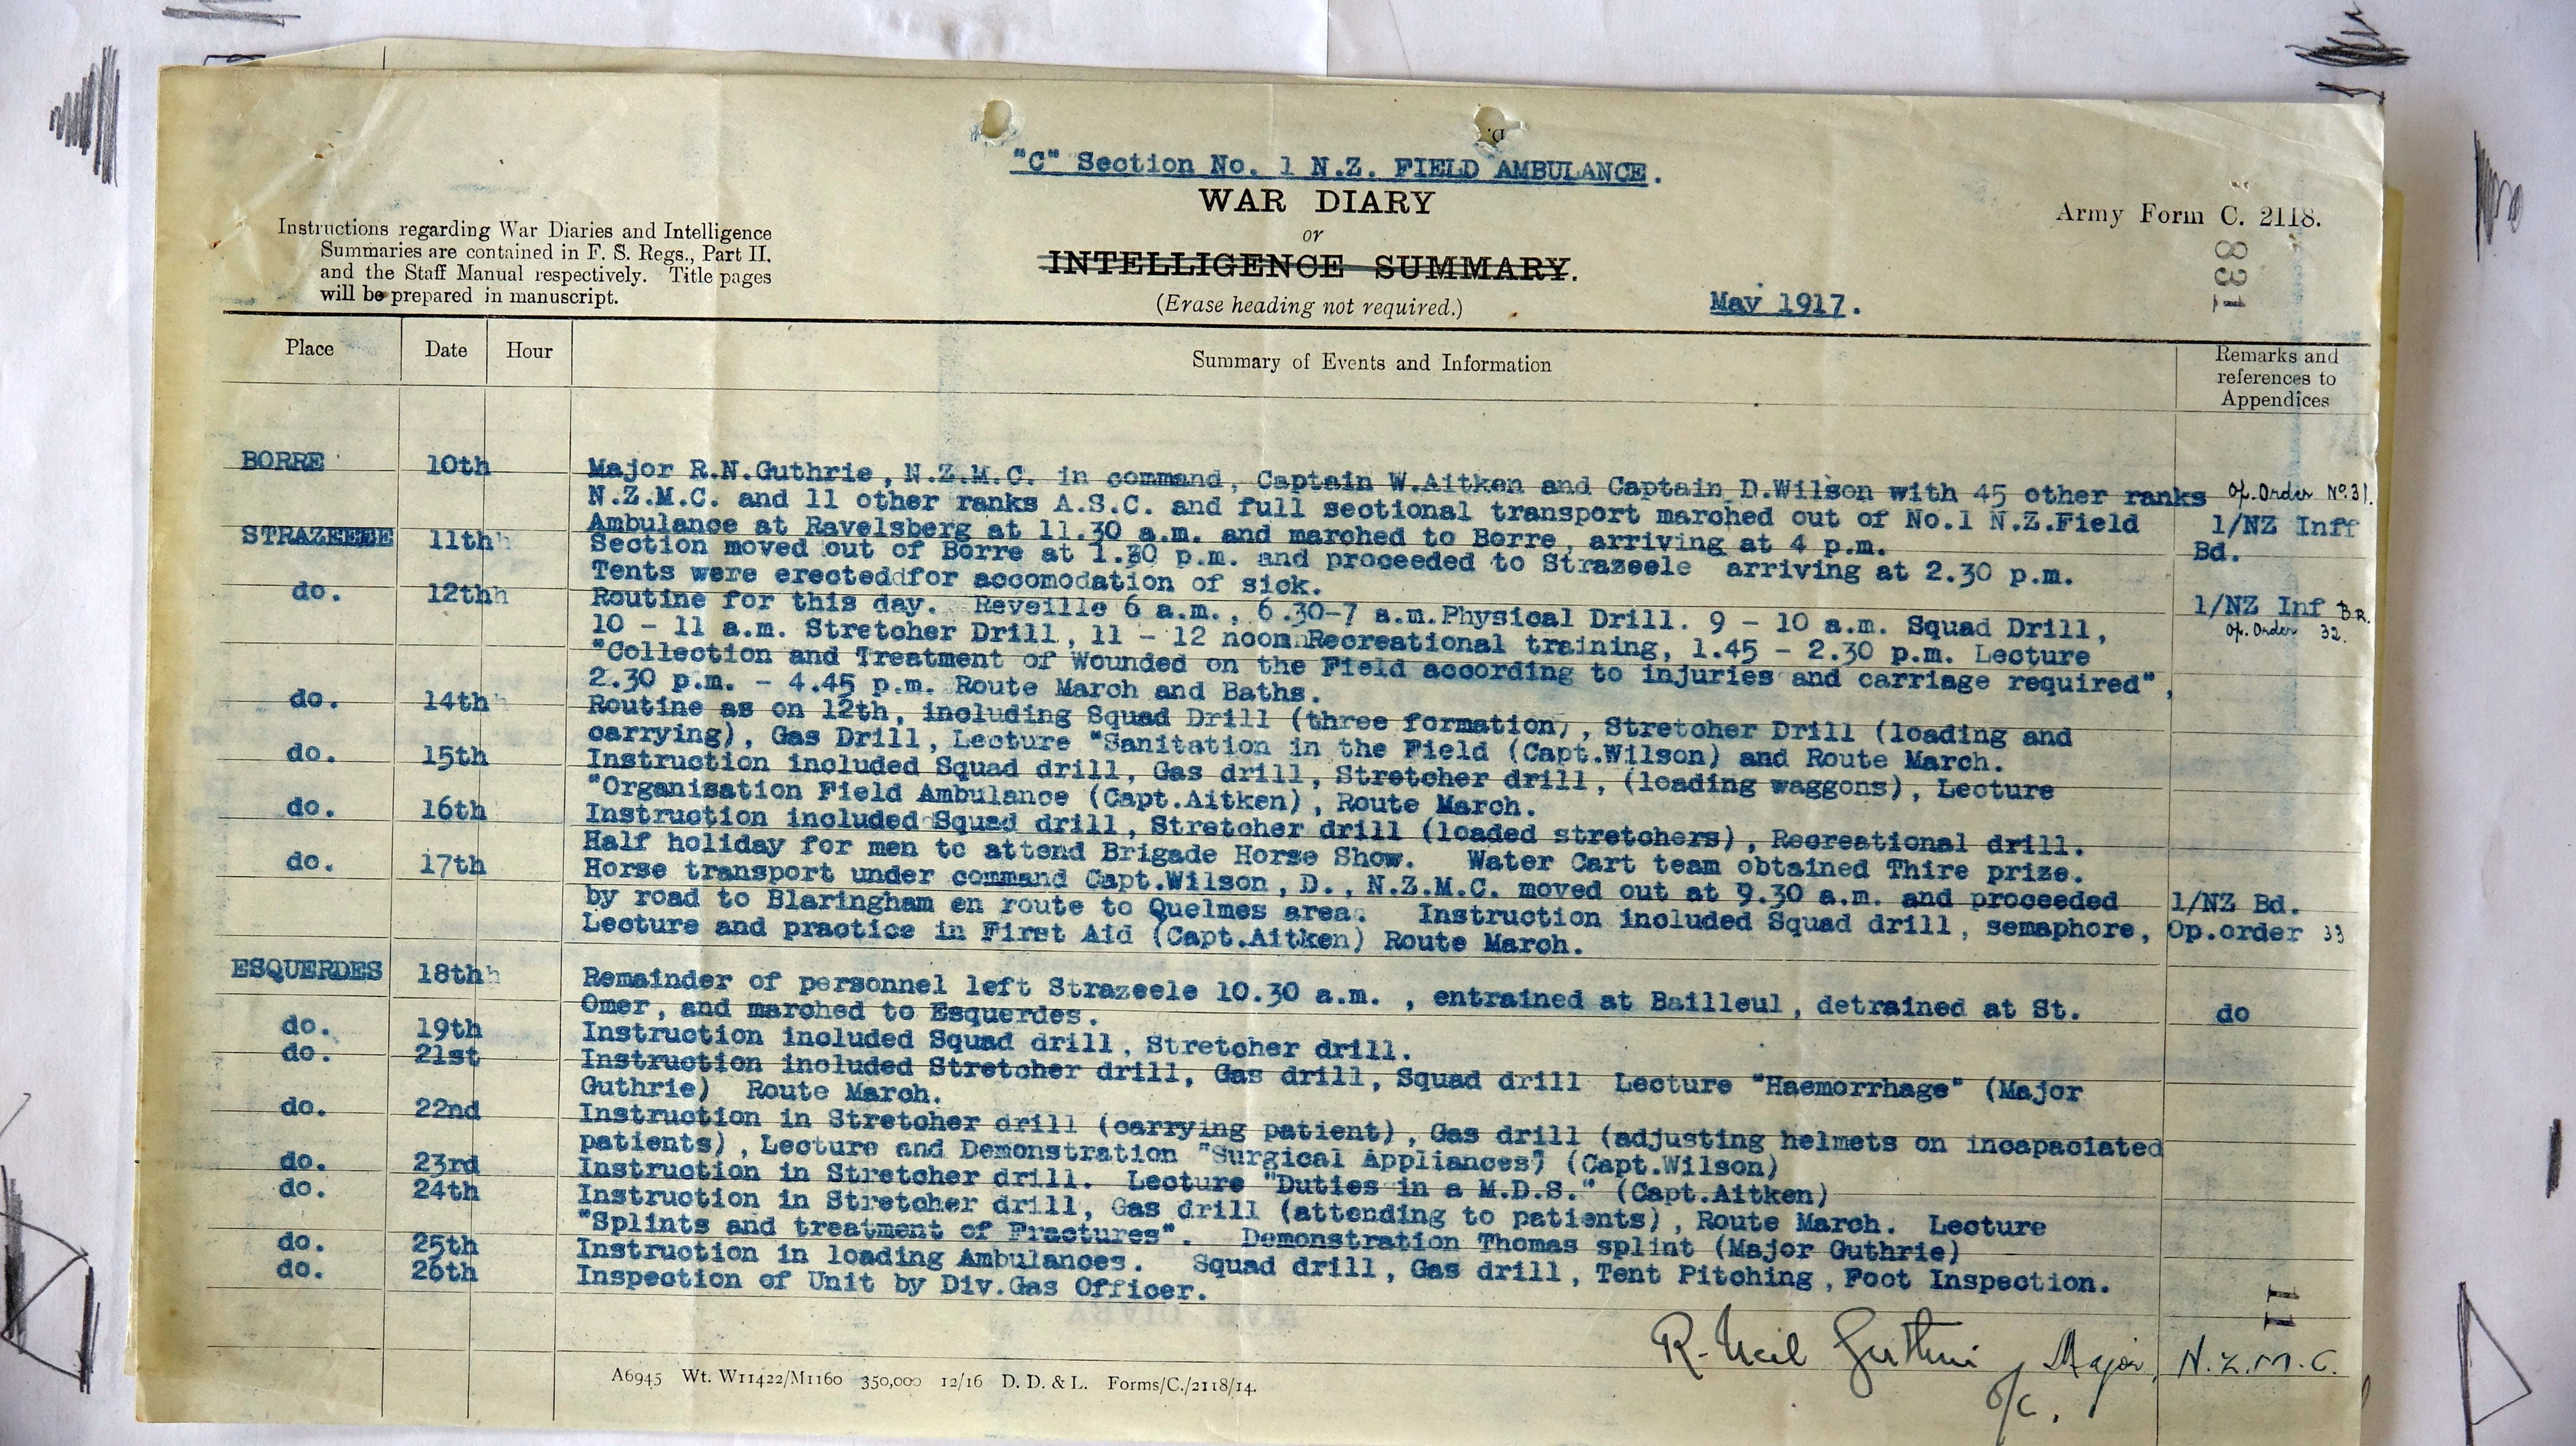 "C" Section No. 1 N.Z. FIELD AMBULANCE.
WAR DIARY
or
INTELLIGENCE SUMMARY.
(Erase heading not required.)
Instructions regarding War Diaries and Intelligence
Summaries are contained in F. S. Regs., Part II.
and the Staff Manual respectively. Title pages
will be prepared in manuscript.
May 1917.
Army Form C. 2118.
831
Place Date Hour Summary of Events and Information Remarks and
references to
Appendices
BORRE 10th Major R.N.Guthrie, N.Z.M.C. in command, Captain W.Aitken and Captain D.Wilson with 45 other ranks Op. Order No. 31.
N.Z.M.C. and 11 other ranks A.S.C. and full sectional transport marched out of No.1 N.Z.Field 1/NZ Inff
Ambulance at Ravelsberg at 11.30 a.m. and marched to Borre, arriving at 4 p.m. Bd.
STRAZEEEE 11th Section moved out of Borre at 1.30 p.m. and proceeded to Strazeele arriving at 2.30 p.m.
Tents were erecteddfor accomodation of sick.
do. 12th Routine for this day. Reveille 6 a.m., 6.30-7 a.m.Physical Drill. 9 - 10 a.m. Squad Drill, 1/NZ Inf BR.
10 - 11 a.m. Stretcher Drill, 11 - 12 noonnRecreational training, 1.45 - 2.30 p.m. Lecture Op. Order 32.
"Collection and Treatment of Wounded on the Field according to injuries and carriage required",
2.30 p.m. - 4.45 p.m. Route March and Baths.
do. 14th Routine as on 12th, including Squad Drill (three formation), Stretcher Drill (loading and
carrying), Gas Drill, Lecture "Sanitation in the Field (Capt.Wilson) and Route March.
do. 15th Instruction included Squad drill, Gas drill, Stretcher drill, (loading waggons), Lecture
"Organisation Field Ambulance (Capt.Aitken), Route March.
do. 16th Instruction included Squad drill, Stretcher drill (loaded stretchers), Recreational drill.
Half holiday for men to attend Brigade Horse Show. Water Cart team obtained Thire prize.
do. 17th Horse transport under command Capt.Wilson, D., N.Z.M.C. moved out at 9.30 a.m. and proceeded
by road to Blaringham en route to Quelmes area. Instruction included Squad drill, semaphore, 1/NZ Bd.
Lecture and practice in First Aid (Capt.Aitken) Route March. Op.order 33
ESQUERDES 18th Remainder of personnel left Strazeele 10.30 a.m. , entrained at Bailleul, detrained at St.
Omer, and marched to Esquerdes. do
do. 19th Instruction included Squad drill, Stretcher drill.
do. 21st Instruction included Stretcher drill, Gas drill, Squad drill Lecture "Haemorrhage" (Major
Guthrie) Route March.
do. 22nd Instruction in Stretcher drill (carrying patient), Gas drill (adjusting helmets on incapaciated
patients), Lecture and Demonstration "Surgical Appliances" (Capt.Wilson)
do. 23rd Instruction in Stretcher drill. Lecture "Duties in a M.D.S." (Capt.Aitken)
do. 24th Instruction in Stretcher drill, Gas drill (attending to patients), Route March. Lecture
"Splints and treatment of Fractures". Demonstration Thomas splint (Major Guthrie)
do. 25th Instruction in loading Ambulances. Squad drill, Gas drill, Tent Pitching, Foot Inspection.
do. 26th Inspection of Unit by Div.Gas Officer.
11
R. Neil Guthrie Major, N.Z.M.C.
O/C.
A6945 Wt. W11422/M1160 350,000 12/16 D. D. & L. Forms/C./2118/14.